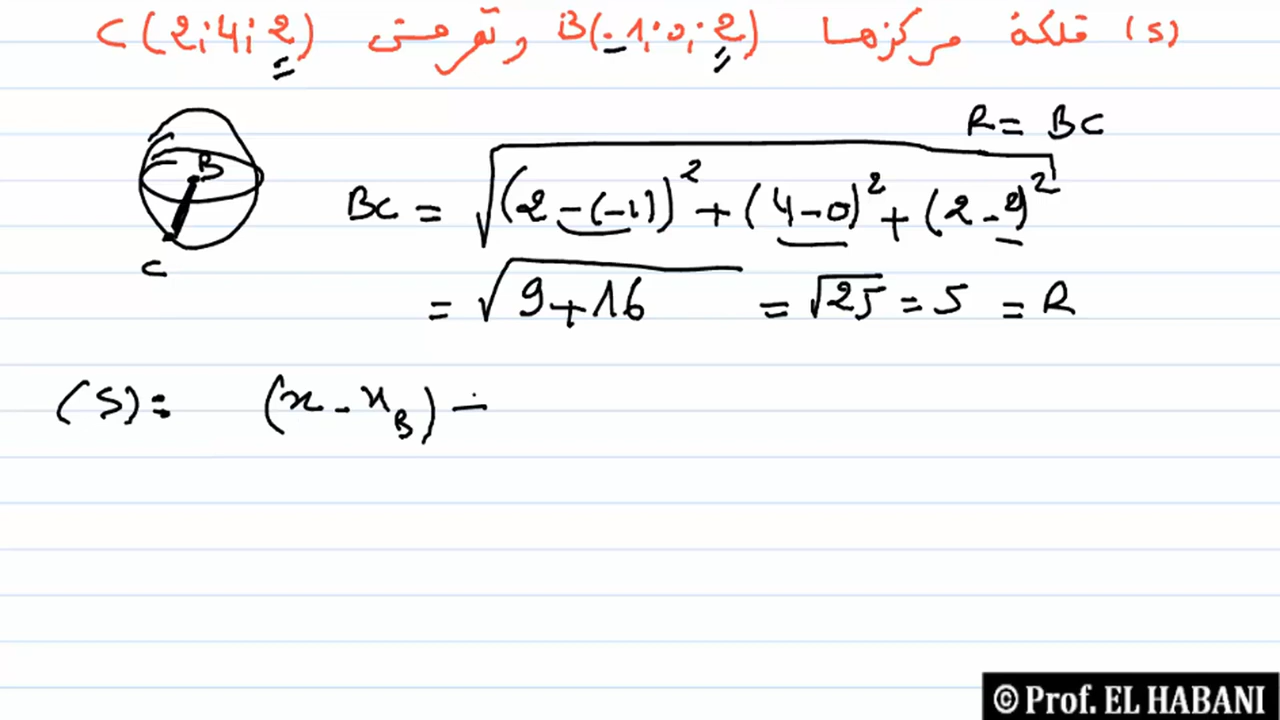 (S) فلكة مركزها B(-1;0;2) وتمر من C(2;4;2)
R = BC
B
C
BC = √((2-(-1))² + (4-0)² + (2-2)²)
= √(9+16) = √25 = 5 = R
(S): (x - x_B) -
© Prof. EL HABANI